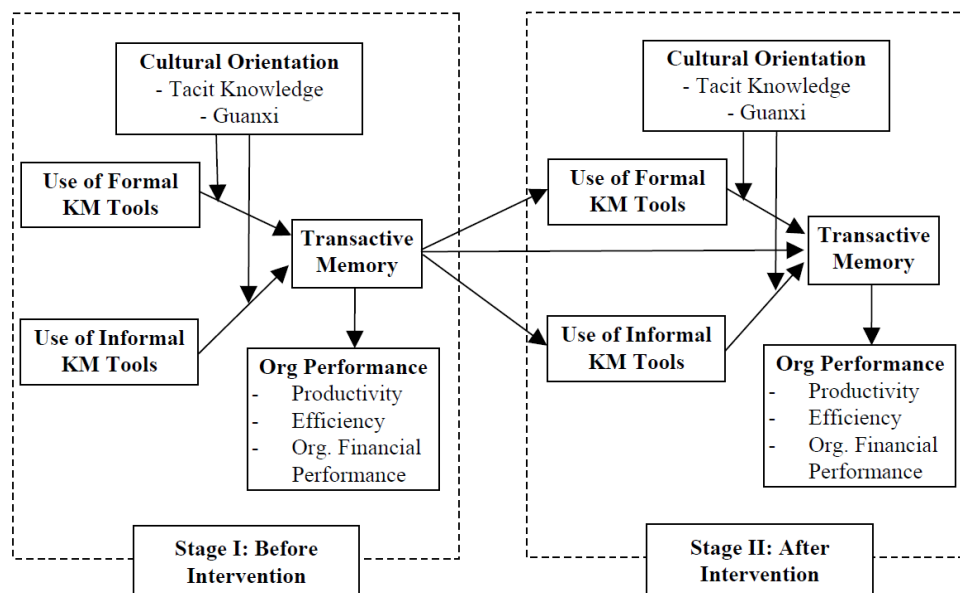 Cultural Orientation
- Tacit Knowledge
- Guanxi
Use of Formal
KM Tools
Transactive
Memory
Use of Informal
KM Tools
Org Performance
- Productivity
- Efficiency
- Org. Financial
Performance
Stage I: Before
Intervention
Cultural Orientation
- Tacit Knowledge
- Guanxi
Use of Formal
KM Tools
Transactive
Memory
Use of Informal
KM Tools
Org Performance
- Productivity
- Efficiency
- Org. Financial
Performance
Stage II: After
Intervention